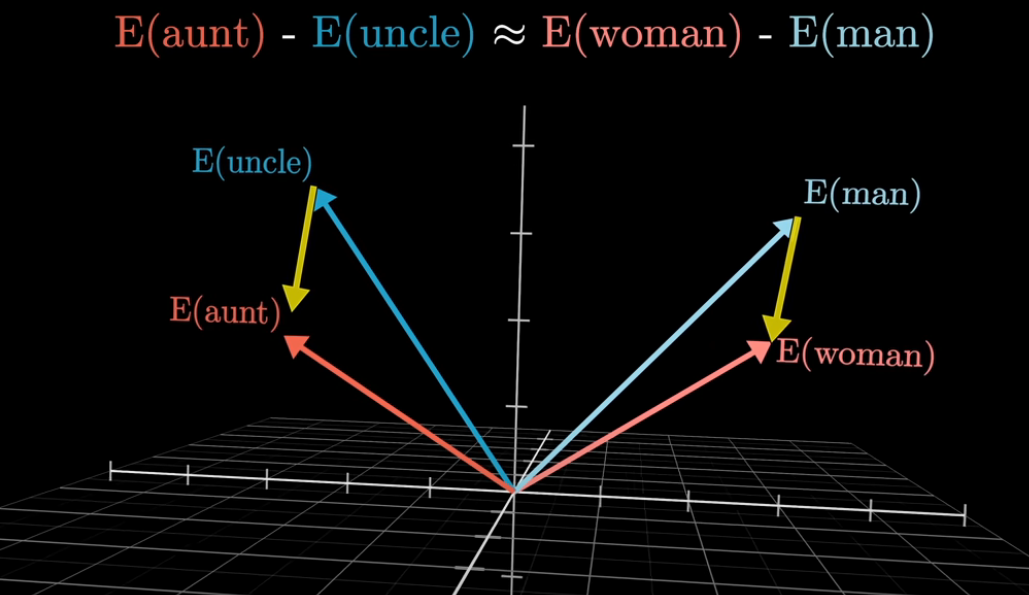 E(aunt) - E(uncle) ≈ E(woman) - E(man)
E(uncle)
E(man)
E(aunt)
E(woman)